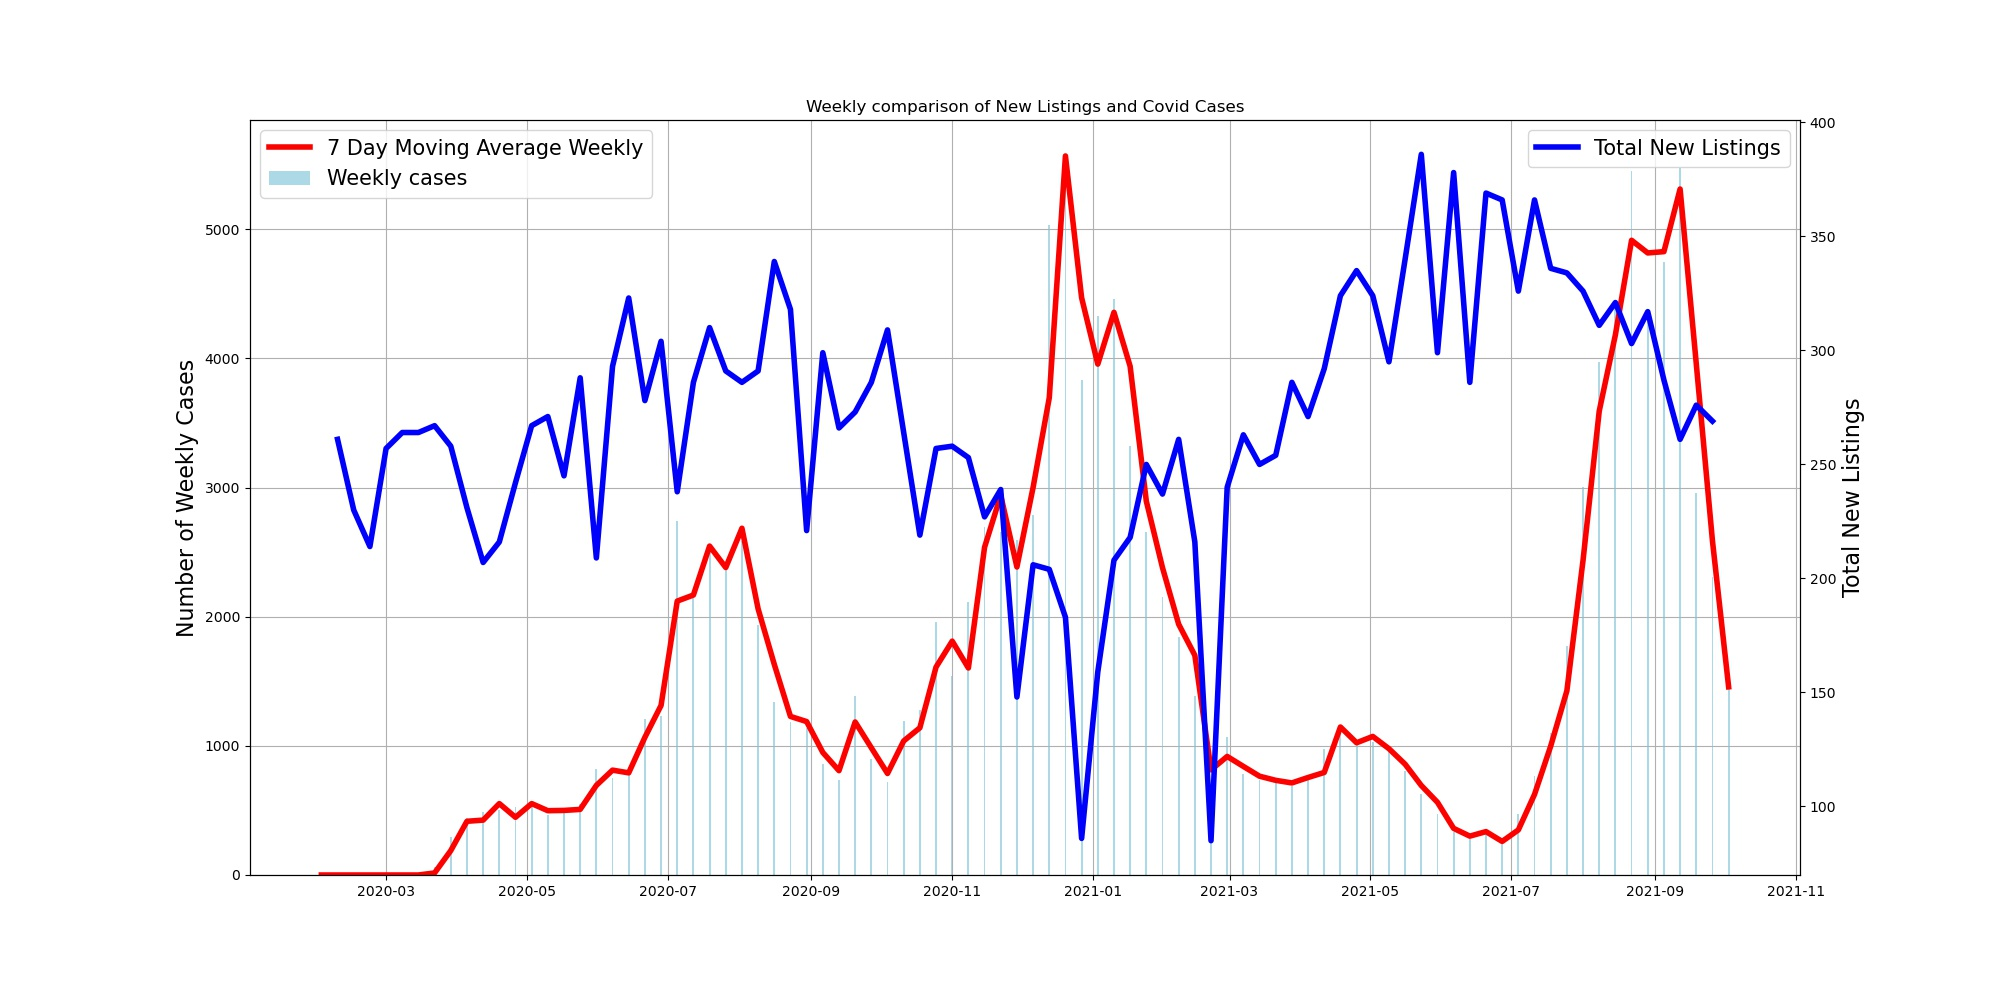 Weekly comparison of New Listings and Covid Cases
7 Day Moving Average Weekly
Weekly cases
Total New Listings
Number of Weekly Cases
5000
4000
3000
2000
1000
0
400
350
300
250
200
150
100
Total New Listings
2020-03 2020-05 2020-07 2020-09 2020-11 2021-01 2021-03 2021-05 2021-07 2021-09 2021-11